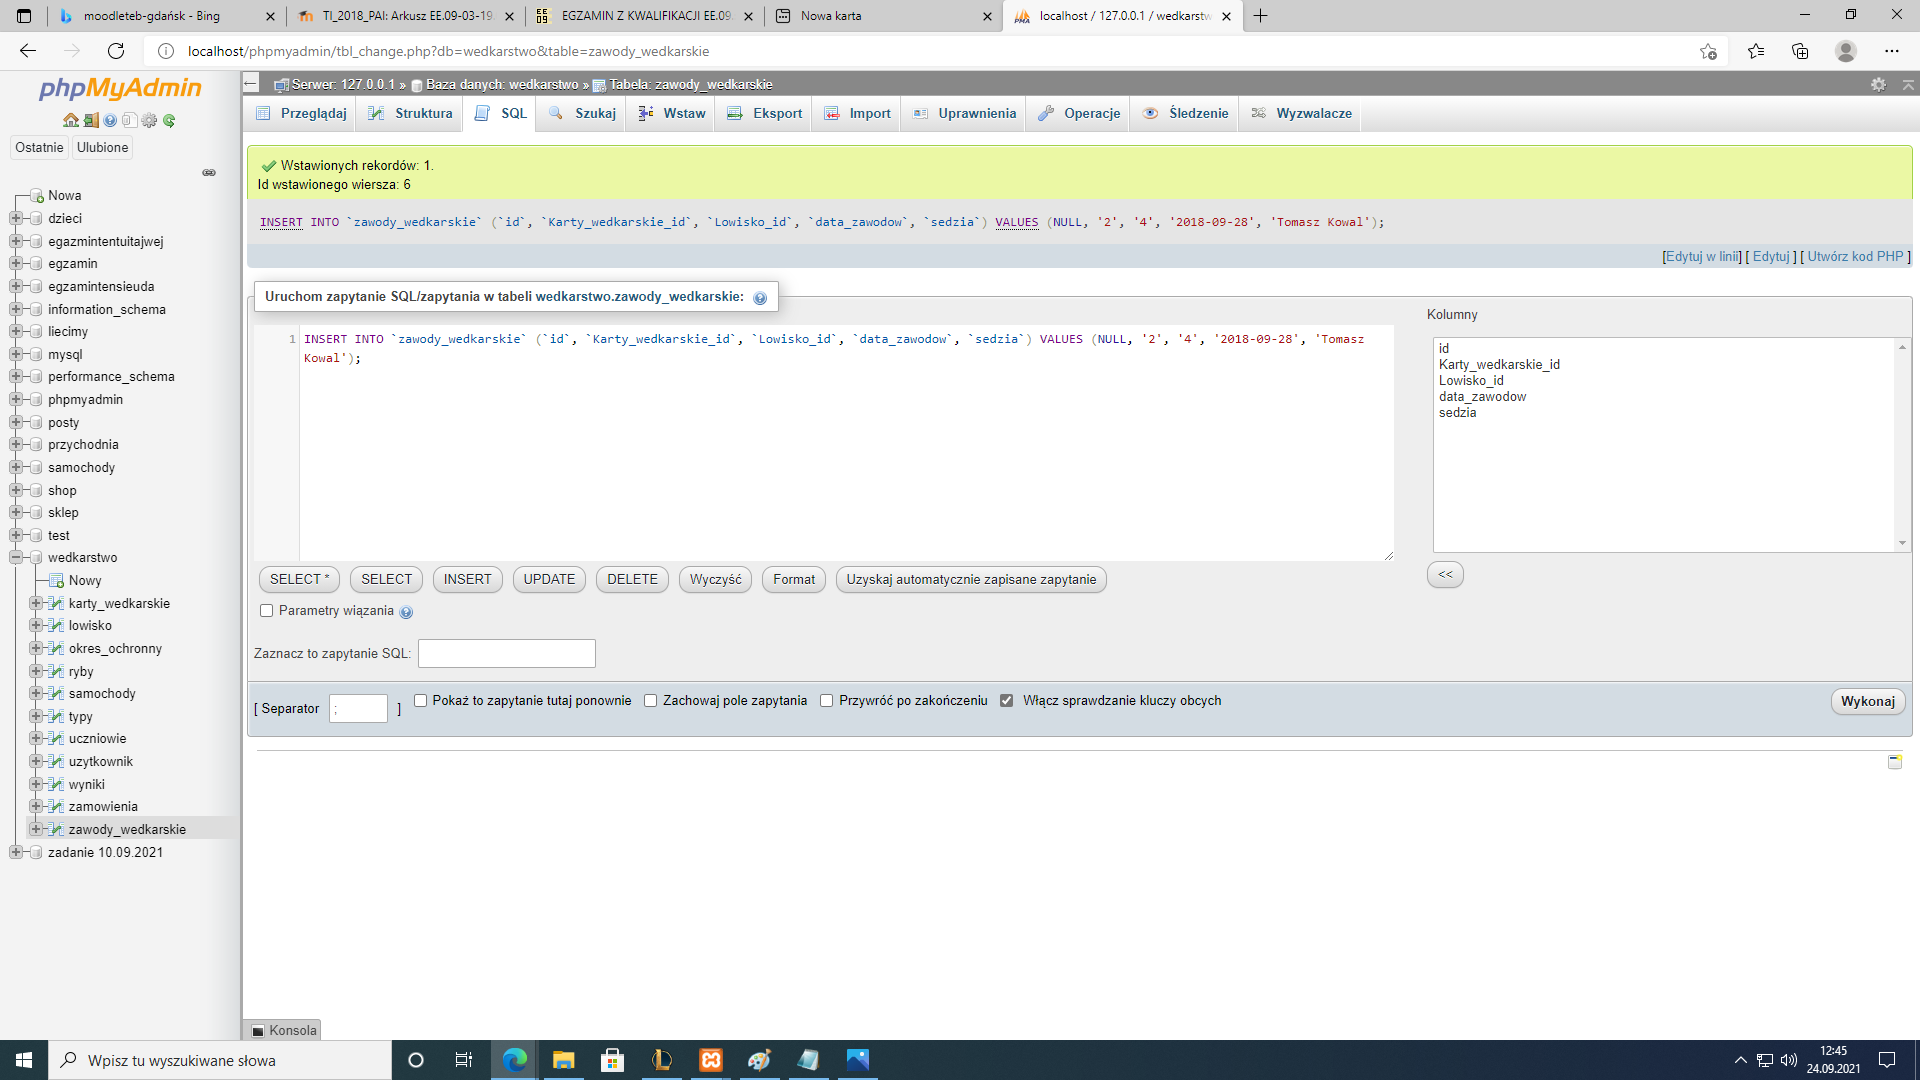 moodleteb-gdańsk - Bing
TI_2018_PAI: Arkusz EE.09-03-19
EGZAMIN Z KWALIFIKACJI EE.09
Nowa karta
localhost / 127.0.0.1 / wedkarstw
localhost/phpmyadmin/tbl_change.php?db=wedkarstwo&table=zawody_wedkarskie
phpMyAdmin
Ostatnie
Ulubione
Nowa
dzieci
egazmintentuitajwej
egzamin
egzamintensieuda
information_schema
liecimy
mysql
performance_schema
phpmyadmin
posty
przychodnia
samochody
shop
sklep
test
wedkarstwo
Nowy
karty_wedkarskie
lowisko
okres_ochronny
ryby
samochody
typy
uczniowie
uzytkownik
wyniki
zamowienia
zawody_wedkarskie
zadanie 10.09.2021
Serwer: 127.0.0.1 » Baza danych: wedkarstwo » Tabela: zawody_wedkarskie
Przeglądaj
Struktura
SQL
Szukaj
Wstaw
Eksport
Import
Uprawnienia
Operacje
Śledzenie
Wyzwalacze
Wstawionych rekordów: 1.
Id wstawionego wiersza: 6
INSERT INTO `zawody_wedkarskie` (`id`, `Karty_wedkarskie_id`, `Lowisko_id`, `data_zawodow`, `sedzia`) VALUES (NULL, '2', '4', '2018-09-28', 'Tomasz Kowal');
[Edytuj w linii] [ Edytuj ] [ Utwórz kod PHP ]
Uruchom zapytanie SQL/zapytania w tabeli wedkarstwo.zawody_wedkarskie:
1 INSERT INTO `zawody_wedkarskie` (`id`, `Karty_wedkarskie_id`, `Lowisko_id`, `data_zawodow`, `sedzia`) VALUES (NULL, '2', '4', '2018-09-28', 'Tomasz
Kowal');
Kolumny
id
Karty_wedkarskie_id
Lowisko_id
data_zawodow
sedzia
<<
SELECT *
SELECT
INSERT
UPDATE
DELETE
Wyczyść
Format
Uzyskaj automatycznie zapisane zapytanie
Parametry wiązania
Zaznacz to zapytanie SQL:
[ Separator ; ]
Pokaż to zapytanie tutaj ponownie
Zachowaj pole zapytania
Przywróć po zakończeniu
Włącz sprawdzanie kluczy obcych
Wykonaj
Konsola
Wpisz tu wyszukiwane słowa
12:45
24.09.2021